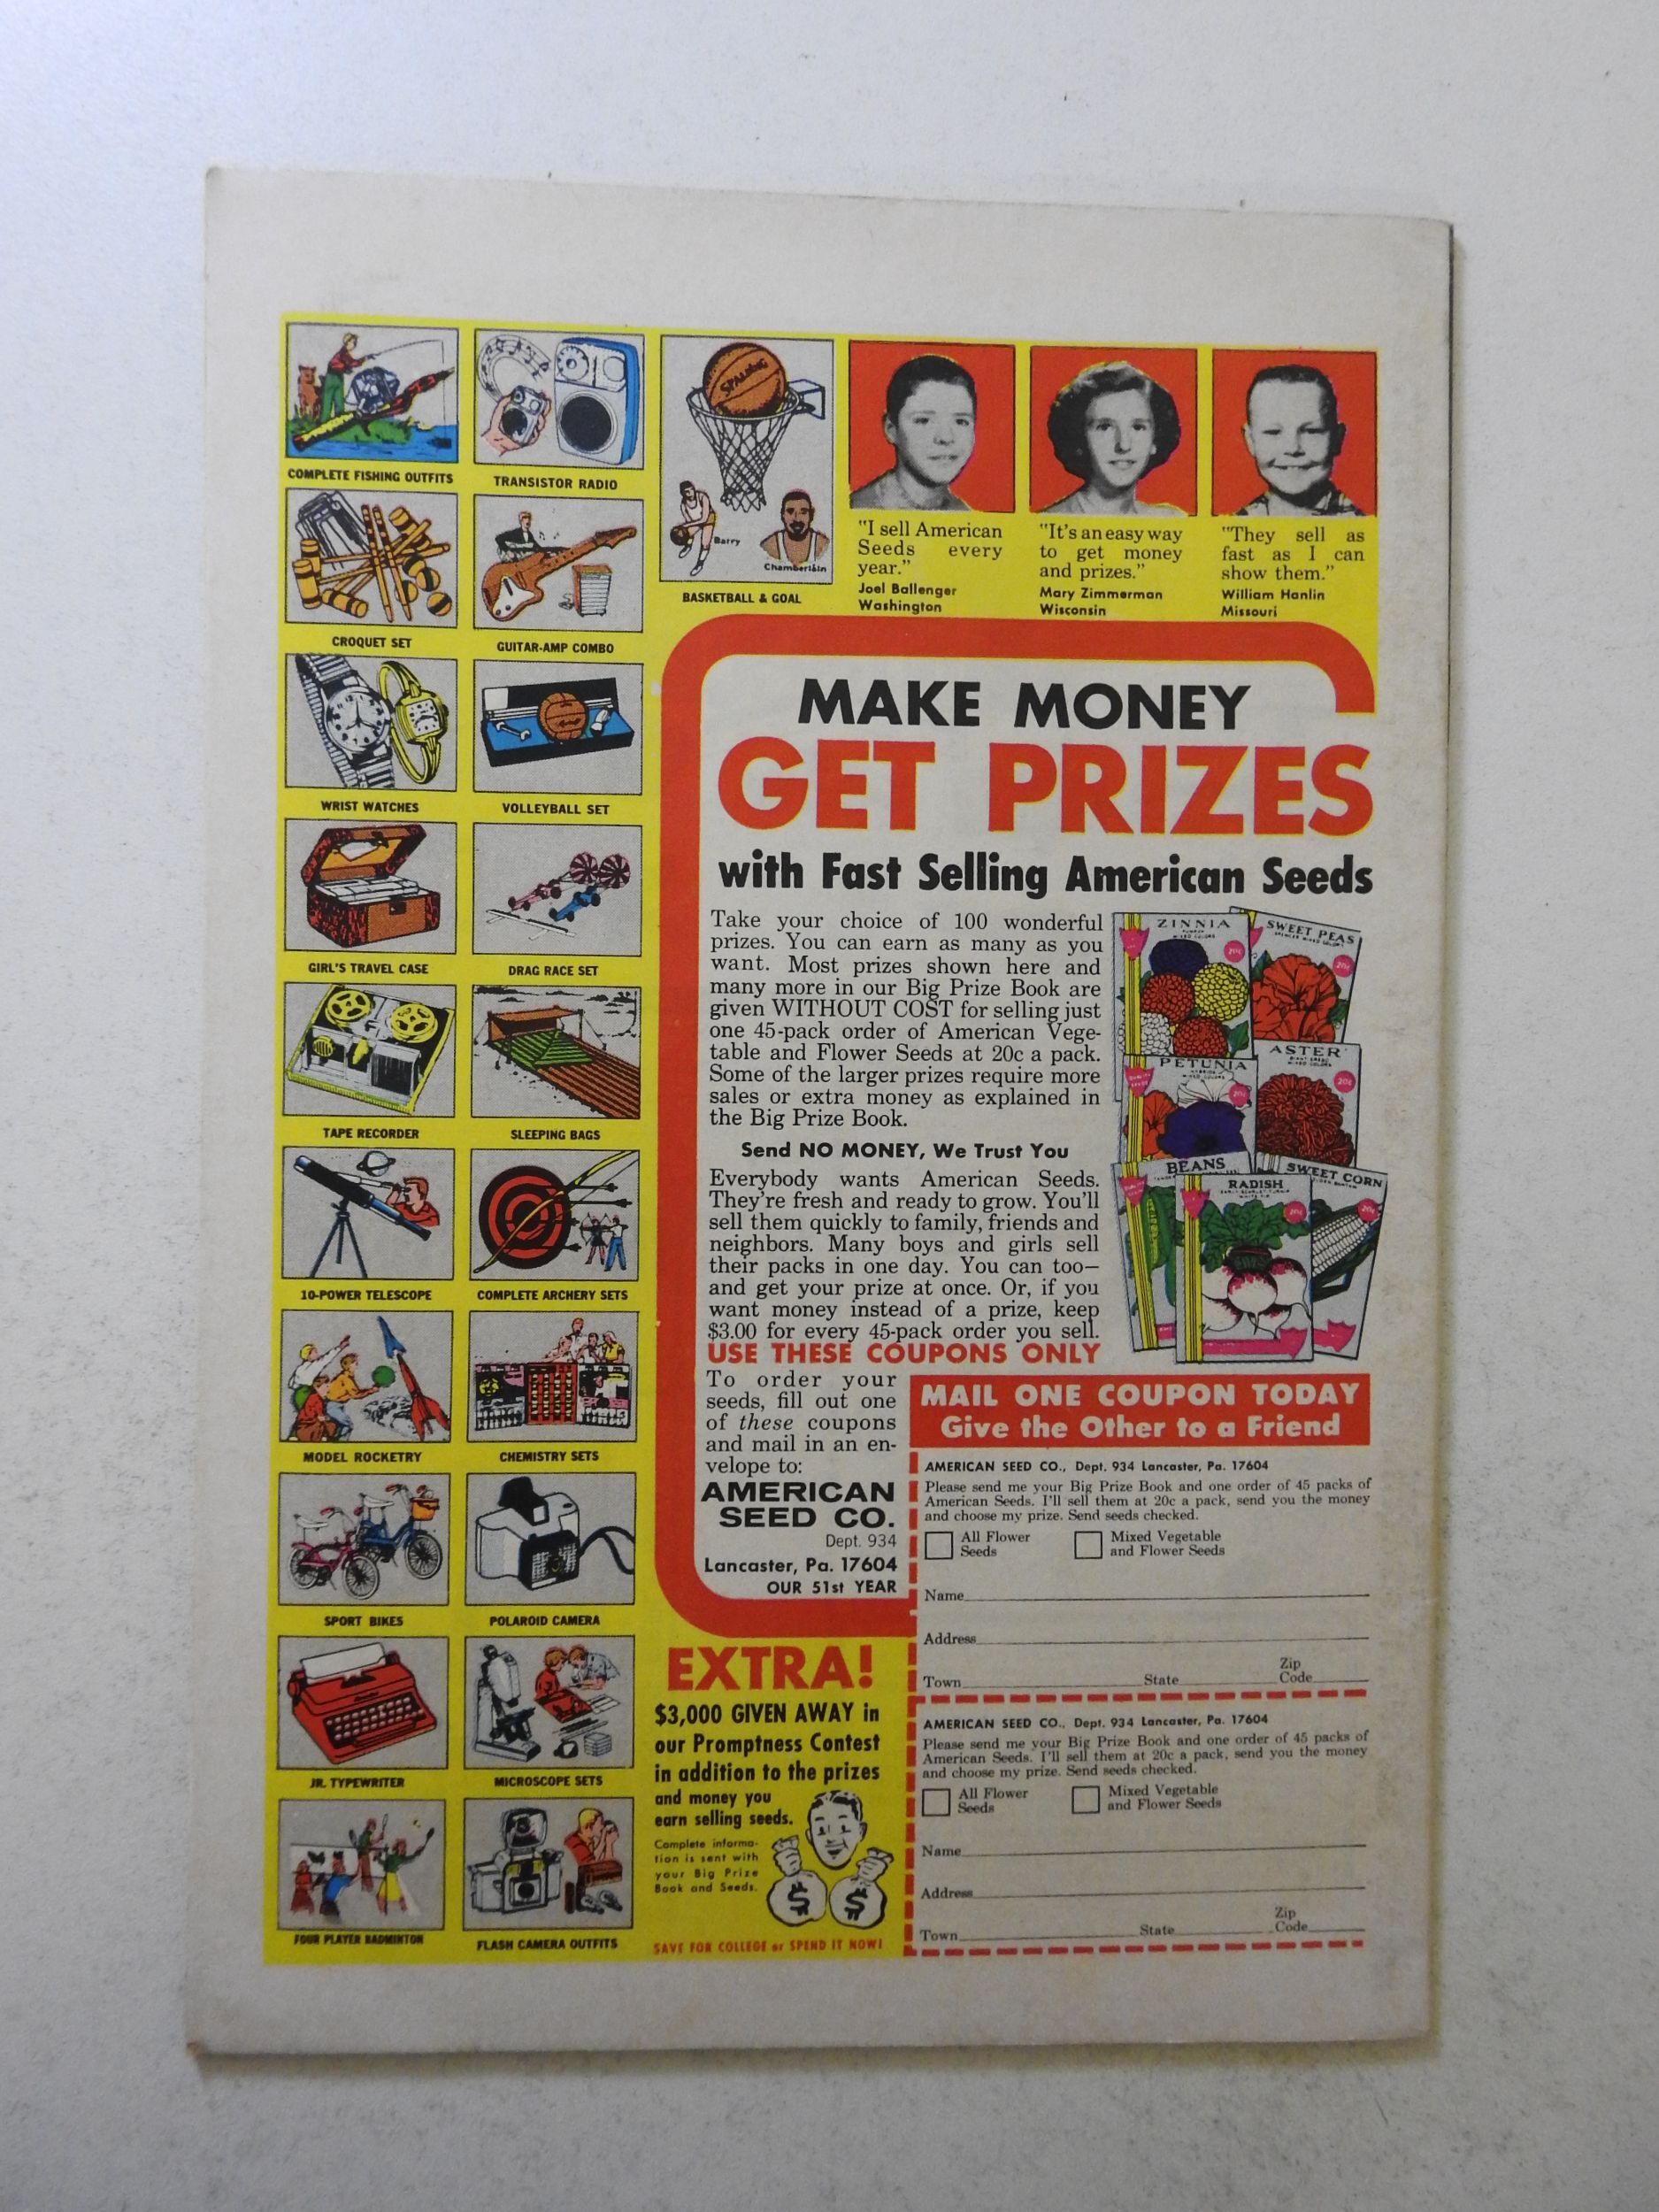 COMPLETE FISHING OUTFITS
TRANSISTOR RADIO
SPALDING
Barry
Chamberlain
BASKETBALL & GOAL
"I sell American
Seeds every
year."
Joel Ballenger
Washington
"It's an easy way
to get money
and prizes."
Mary Zimmerman
Wisconsin
"They sell as
fast as I can
show them."
William Hanlin
Missouri
CROQUET SET
GUITAR-AMP COMBO
WRIST WATCHES
VOLLEYBALL SET
GIRL'S TRAVEL CASE
DRAG RACE SET
TAPE RECORDER
SLEEPING BAGS
10-POWER TELESCOPE
COMPLETE ARCHERY SETS
MODEL ROCKETRY
CHEMISTRY SETS
SPORT BIKES
POLAROID CAMERA
JR. TYPEWRITER
MICROSCOPE SETS
FOUR PLAYER BADMINTON
FLASH CAMERA OUTFITS
MAKE MONEY
GET PRIZES
with Fast Selling American Seeds
Take your choice of 100 wonderful
prizes. You can earn as many as you
want. Most prizes shown here and
many more in our Big Prize Book are
given WITHOUT COST for selling just
one 45-pack order of American Vege-
table and Flower Seeds at 20c a pack.
Some of the larger prizes require more
sales or extra money as explained in
the Big Prize Book.
Send NO MONEY, We Trust You
Everybody wants American Seeds.
They're fresh and ready to grow. You'll
sell them quickly to family, friends and
neighbors. Many boys and girls sell
their packs in one day. You can too—
and get your prize at once. Or, if you
want money instead of a prize, keep
$3.00 for every 45-pack order you sell.
USE THESE COUPONS ONLY
To order your
seeds, fill out one
of these coupons
and mail in an en-
velope to:
AMERICAN
SEED CO.
Dept. 934
Lancaster, Pa. 17604
OUR 51st YEAR
ZINNIA
MIXED COLORS
20¢
SWEET PEAS
20¢
PETUNIA
MIXED COLORS
20¢
ASTER
MIXED COLORS
20¢
BEANS
RADISH
20¢
SWEET CORN
20¢
MAIL ONE COUPON TODAY
Give the Other to a Friend
AMERICAN SEED CO., Dept. 934 Lancaster, Pa. 17604
Please send me your Big Prize Book and one order of 45 packs of
American Seeds. I'll sell them at 20c a pack, send you the money
and choose my prize. Send seeds checked.
All Flower
Seeds
Mixed Vegetable
and Flower Seeds
Name
Address
Town State Zip
Code
AMERICAN SEED CO., Dept. 934 Lancaster, Pa. 17604
Please send me your Big Prize Book and one order of 45 packs of
American Seeds. I'll sell them at 20c a pack, send you the money
and choose my prize. Send seeds checked.
All Flower
Seeds
Mixed Vegetable
and Flower Seeds
Name
Address
Town State Zip
Code
EXTRA!
$3,000 GIVEN AWAY in
our Promptness Contest
in addition to the prizes
and money you
earn selling seeds.
Complete informa-
tion is sent with
your Big Prize
Book and Seeds.
$ $
SAVE FOR COLLEGE or SPEND IT NOW!